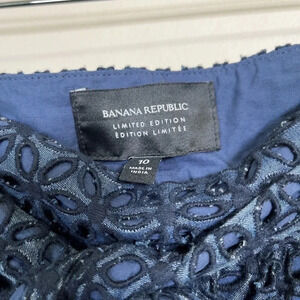 BANANA REPUBLIC
LIMITED EDITION
ÉDITION LIMITÉE
10
MADE IN
INDIA